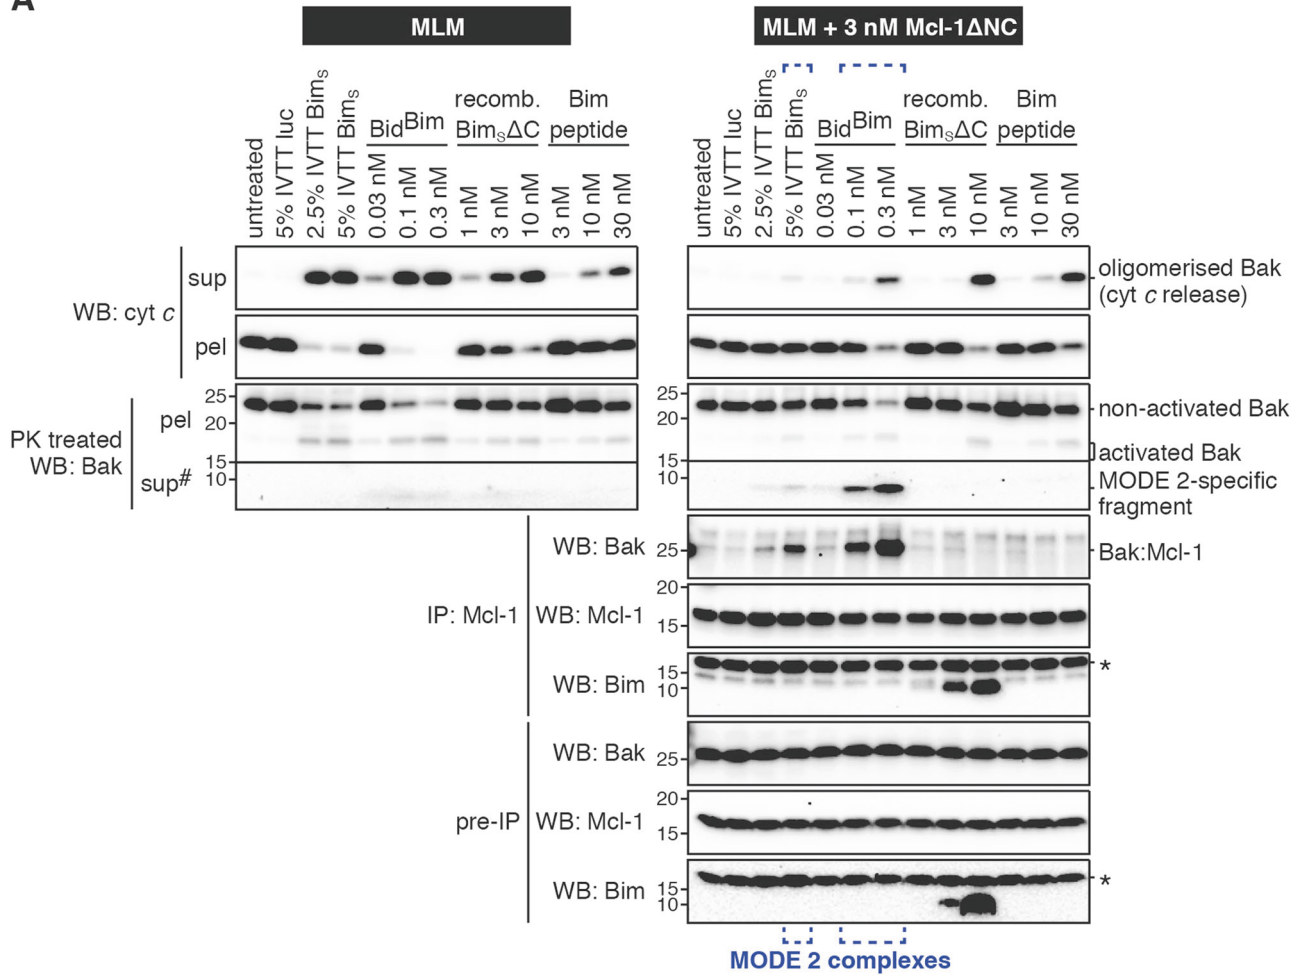 A
MLM
MLM + 3 nM Mcl-1ΔNC
untreated
5% IVTT luc
2.5% IVTT BimS
5% IVTT BimS
BidBim
0.03 nM
0.1 nM
0.3 nM
recomb.
BimSΔC
1 nM
3 nM
10 nM
Bim
peptide
3 nM
10 nM
30 nM
untreated
5% IVTT luc
2.5% IVTT BimS
5% IVTT BimS
BidBim
0.03 nM
0.1 nM
0.3 nM
recomb.
BimSΔC
1 nM
3 nM
10 nM
Bim
peptide
3 nM
10 nM
30 nM
WB: cyt c
sup
pel
oligomerised Bak
(cyt c release)
PK treated
WB: Bak
pel
sup#
25
20
15
10
25
20
15
10
non-activated Bak
activated Bak
MODE 2-specific
fragment
IP: Mcl-1
WB: Bak
25
Bak:Mcl-1
WB: Mcl-1
20
15
WB: Bim
15
10
*
pre-IP
WB: Bak
25
WB: Mcl-1
20
15
WB: Bim
15
10
*
MODE 2 complexes